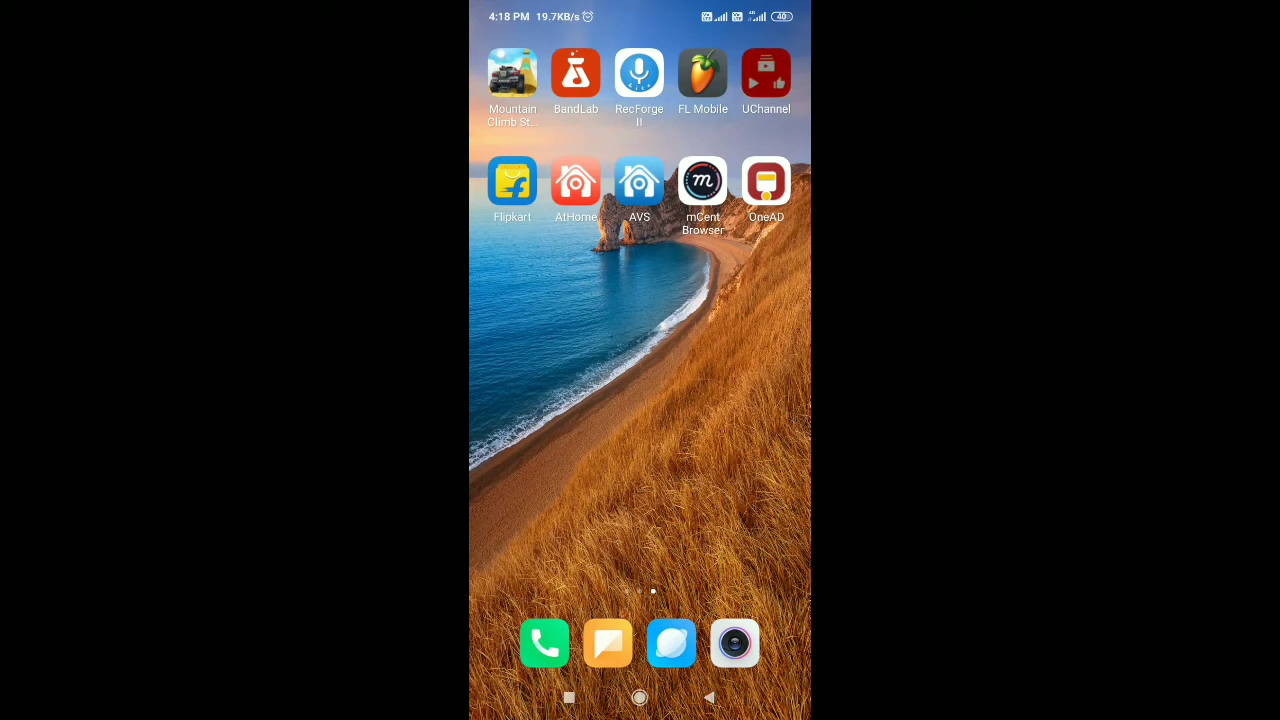 4:18 PM 19.7KB/s 40
Mountain Climb St...
BandLab
RecForge II
FL Mobile
UChannel
Flipkart
AtHome
AVS
mCent Browser
OneAD